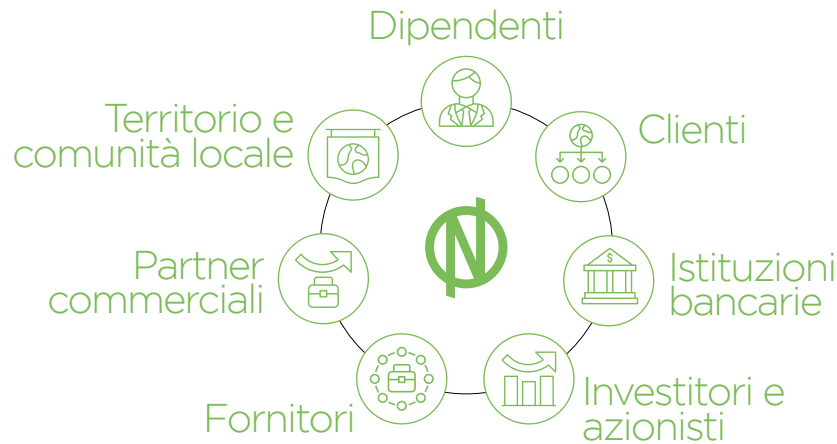 Dipendenti
Clienti
Istituzioni
bancarie
Investitori e
azionisti
Fornitori
Partner
commerciali
Territorio e
comunità locale
N
$